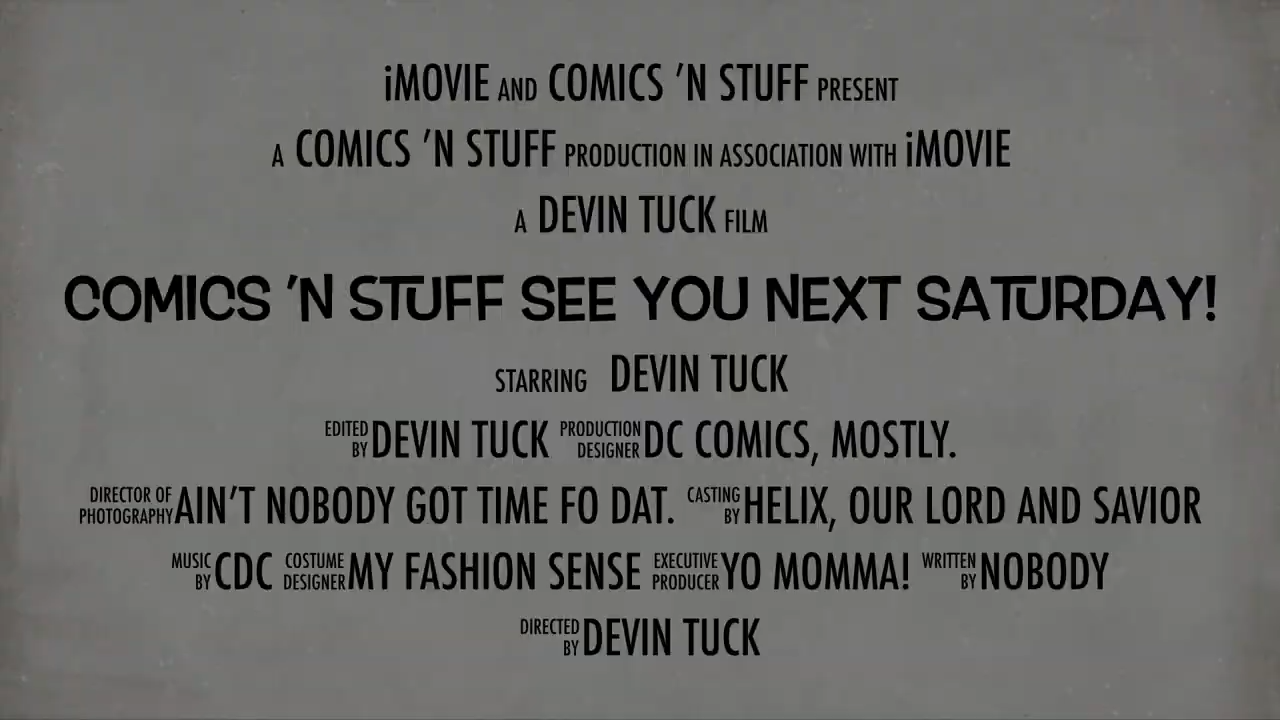 iMOVIE AND COMICS 'N STUFF PRESENT
A COMICS 'N STUFF PRODUCTION IN ASSOCIATION WITH iMOVIE
A DEVIN TUCK FILM
COMICS 'N STUFF SEE YOU NEXT SATURDAY!
STARRING DEVIN TUCK
EDITED BY DEVIN TUCK PRODUCTION DESIGNER DC COMICS, MOSTLY.
DIRECTOR OF PHOTOGRAPHY AIN'T NOBODY GOT TIME FO DAT. CASTING BY HELIX, OUR LORD AND SAVIOR
MUSIC BY CDC COSTUME DESIGNER MY FASHION SENSE EXECUTIVE PRODUCER YO MOMMA! WRITTEN BY NOBODY
DIRECTED BY DEVIN TUCK